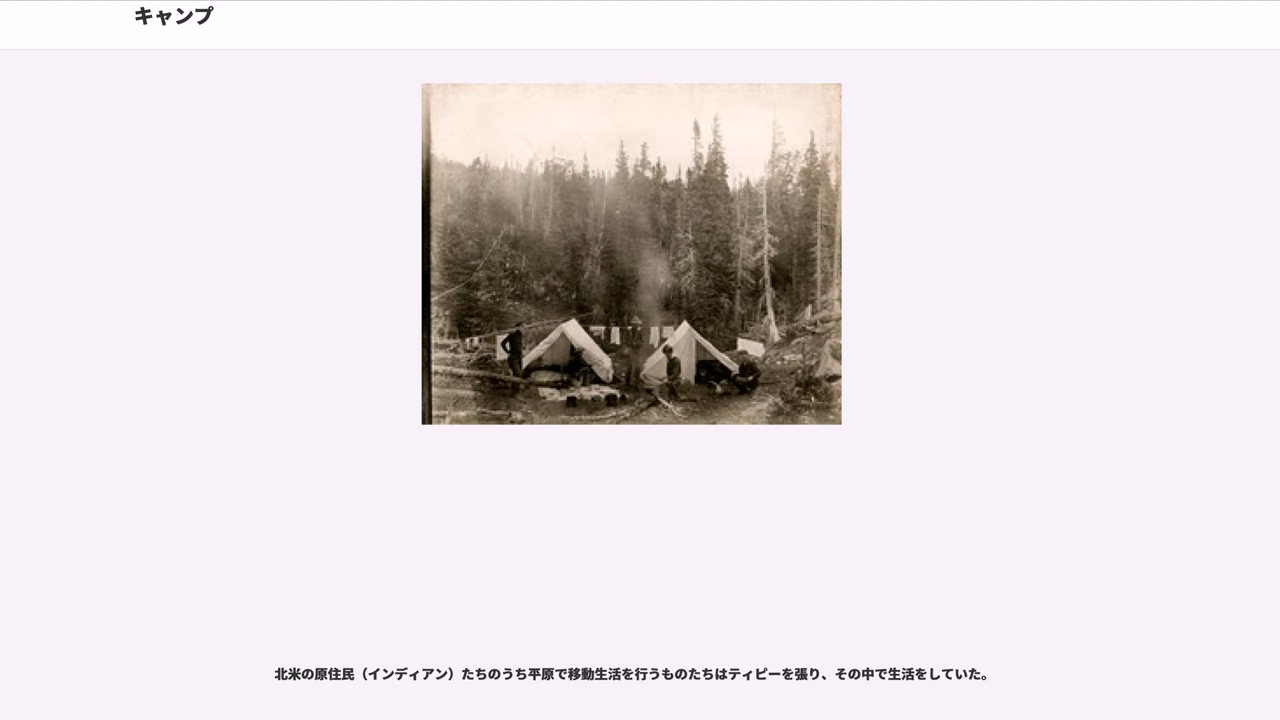 キャンプ
北米の原住民（インディアン）たちのうち平原で移動生活を行うものたちはティピーを張り、その中で生活をしていた。